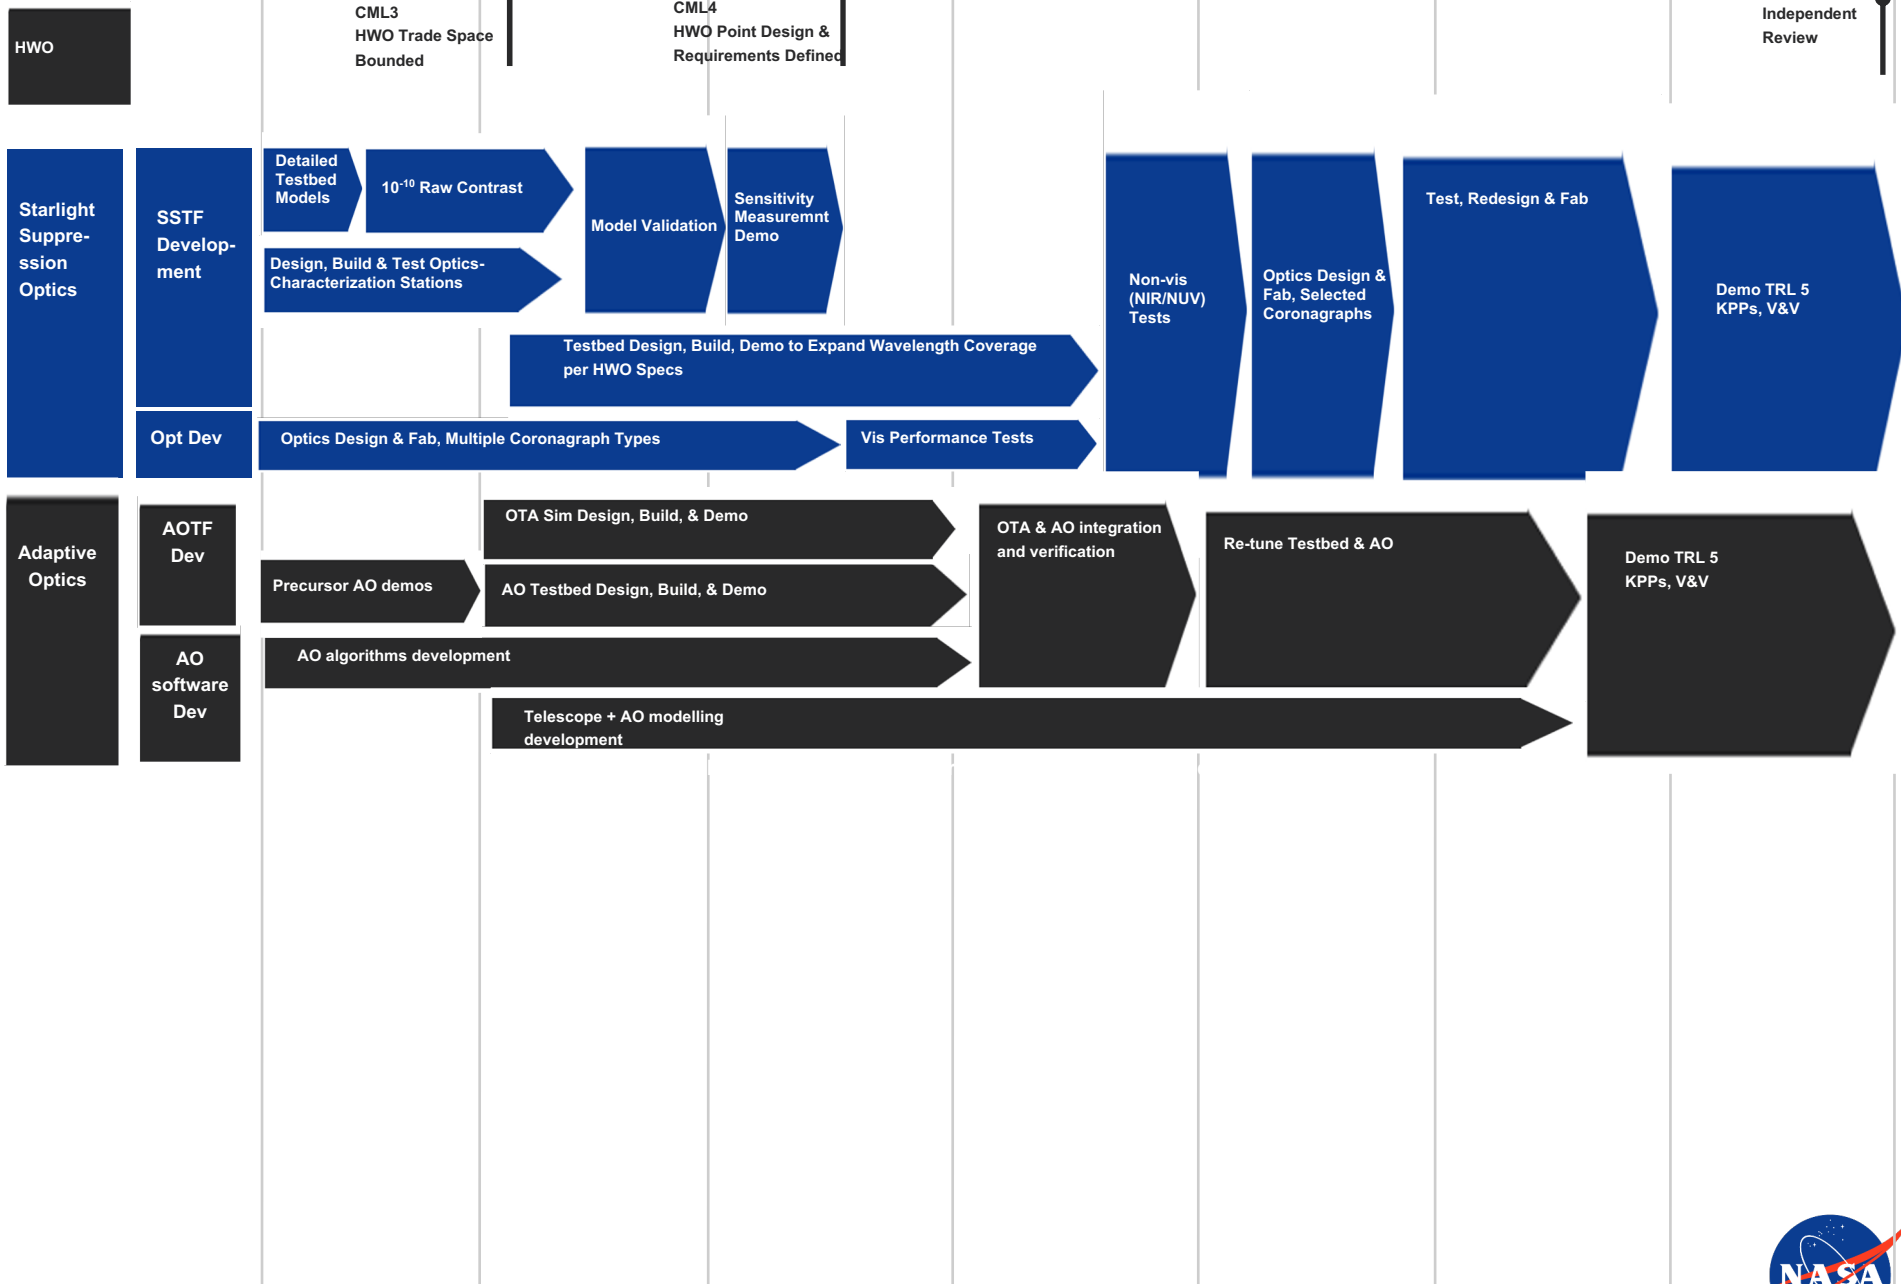 HWO
CML3
HWO Trade Space
Bounded
CML4
HWO Point Design &
Requirements Defined
Independent
Review
Starlight
Suppre-
ssion
Optics
SSTF
Develop-
ment
Detailed
Testbed
Models
10⁻¹⁰ Raw Contrast
Design, Build & Test Optics-
Characterization Stations
Model Validation
Sensitivity
Measuremnt
Demo
Testbed Design, Build, Demo to Expand Wavelength Coverage
per HWO Specs
Non-vis
(NIR/NUV)
Tests
Optics Design &
Fab, Selected
Coronagraphs
Test, Redesign & Fab
Demo TRL 5
KPPs, V&V
Opt Dev
Optics Design & Fab, Multiple Coronagraph Types
Vis Performance Tests
Adaptive
Optics
AOTF
Dev
OTA Sim Design, Build, & Demo
Precursor AO demos
AO Testbed Design, Build, & Demo
OTA & AO integration
and verification
Re-tune Testbed & AO
Demo TRL 5
KPPs, V&V
AO
software
Dev
AO algorithms development
Telescope + AO modelling
development
NASA